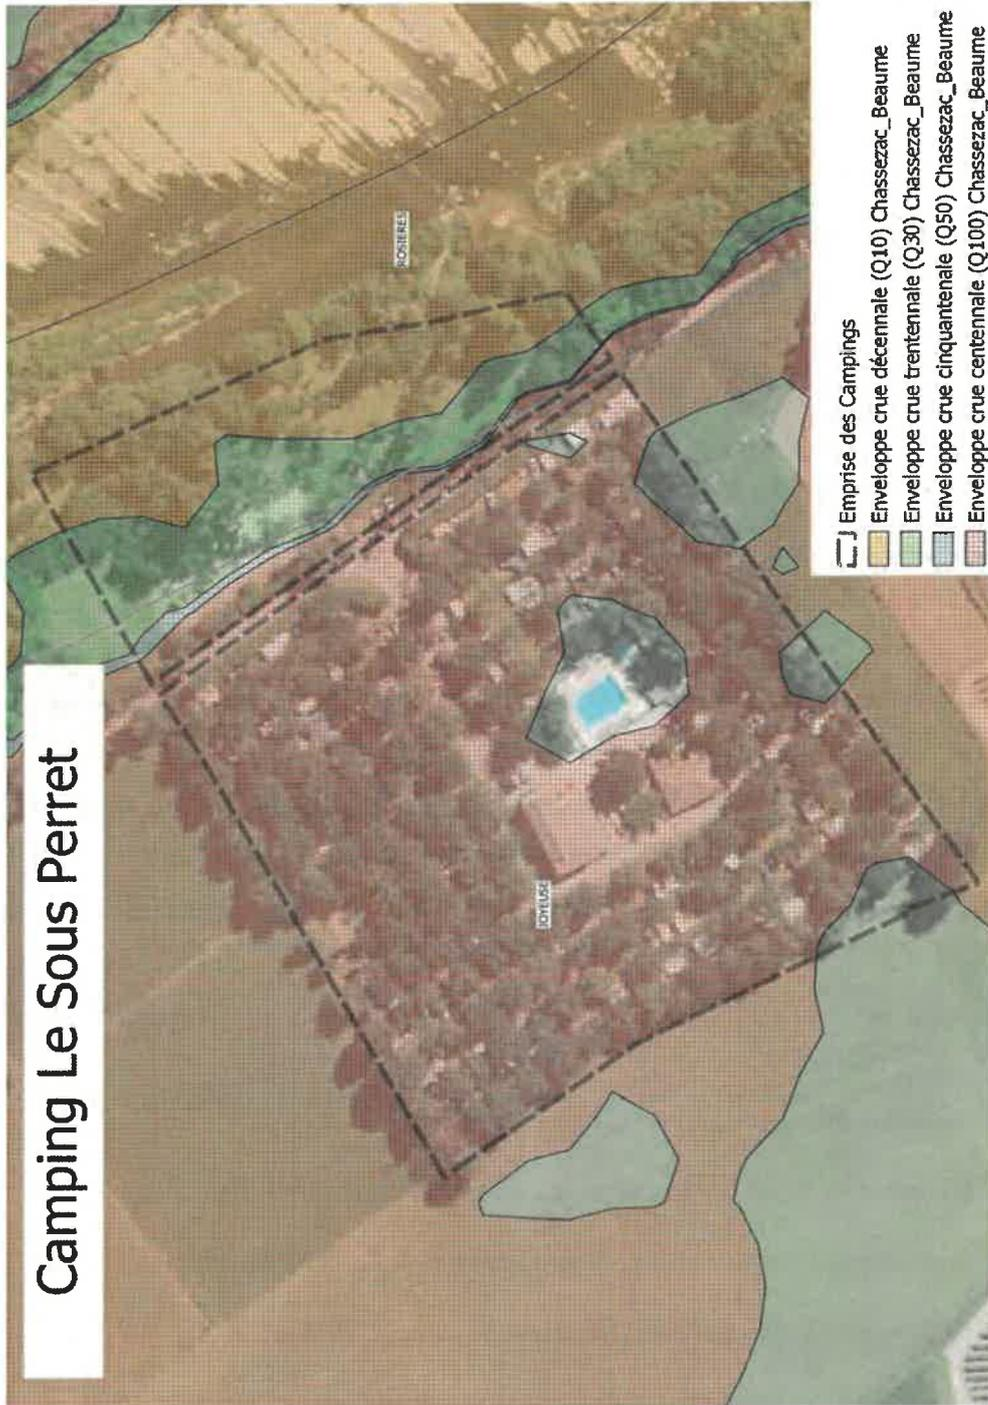 Camping Le Sous Perret
ROSIERES
JOYEUSE
Emprise des Campings
Enveloppe crue décennale (Q10) Chassezac_Beaume
Enveloppe crue trentennale (Q30) Chassezac_Beaume
Enveloppe crue cinquantenale (Q50) Chassezac_Beaume
Enveloppe crue centennale (Q100) Chassezac_Beaume